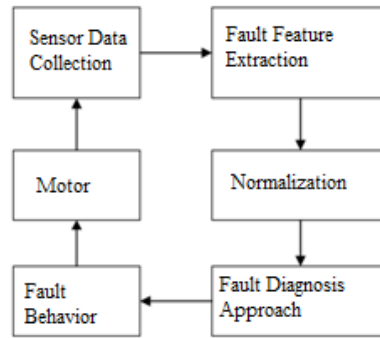 Sensor Data
Collection
Fault Feature
Extraction
Motor
Normalization
Fault
Behavior
Fault Diagnosis
Approach